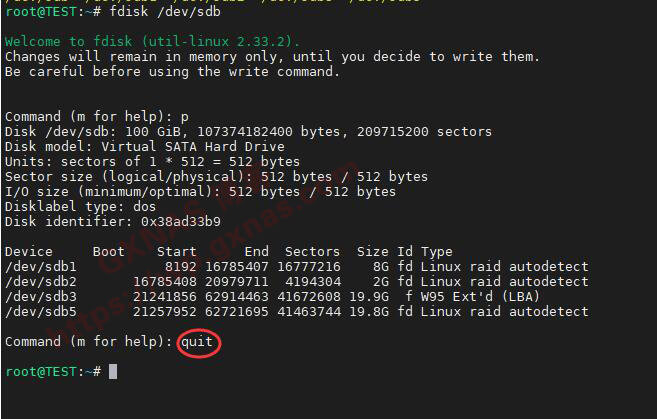 root@TEST:~# fdisk /dev/sdb
Welcome to fdisk (util-linux 2.33.2).
Changes will remain in memory only, until you decide to write them.
Be careful before using the write command.
Command (m for help): p
Disk /dev/sdb: 100 GiB, 107374182400 bytes, 209715200 sectors
Disk model: Virtual SATA Hard Drive
Units: sectors of 1 * 512 = 512 bytes
Sector size (logical/physical): 512 bytes / 512 bytes
I/O size (minimum/optimal): 512 bytes / 512 bytes
Disklabel type: dos
Disk identifier: 0x38ad33b9
Device     Boot    Start      End  Sectors  Size Id Type
/dev/sdb1           8192 16785407 16777216    8G fd Linux raid autodetect
/dev/sdb2       16785408 20979711  4194304    2G fd Linux raid autodetect
/dev/sdb3       21241856 62914463 41672608 19.9G  f W95 Ext'd (LBA)
/dev/sdb5       21257952 62721695 41463744 19.8G fd Linux raid autodetect
Command (m for help): quit
root@TEST:~#
GXNAS
https://wp.gxnas.com